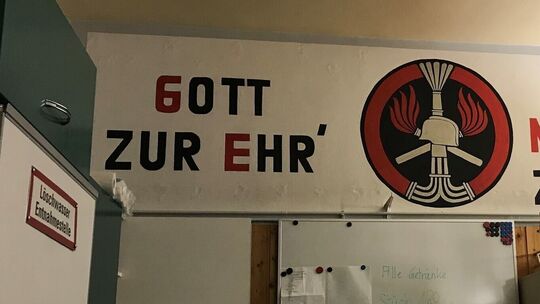 GOTT
ZUR EHR'
Löschwasser
Entnahmestelle
Alle Getränke